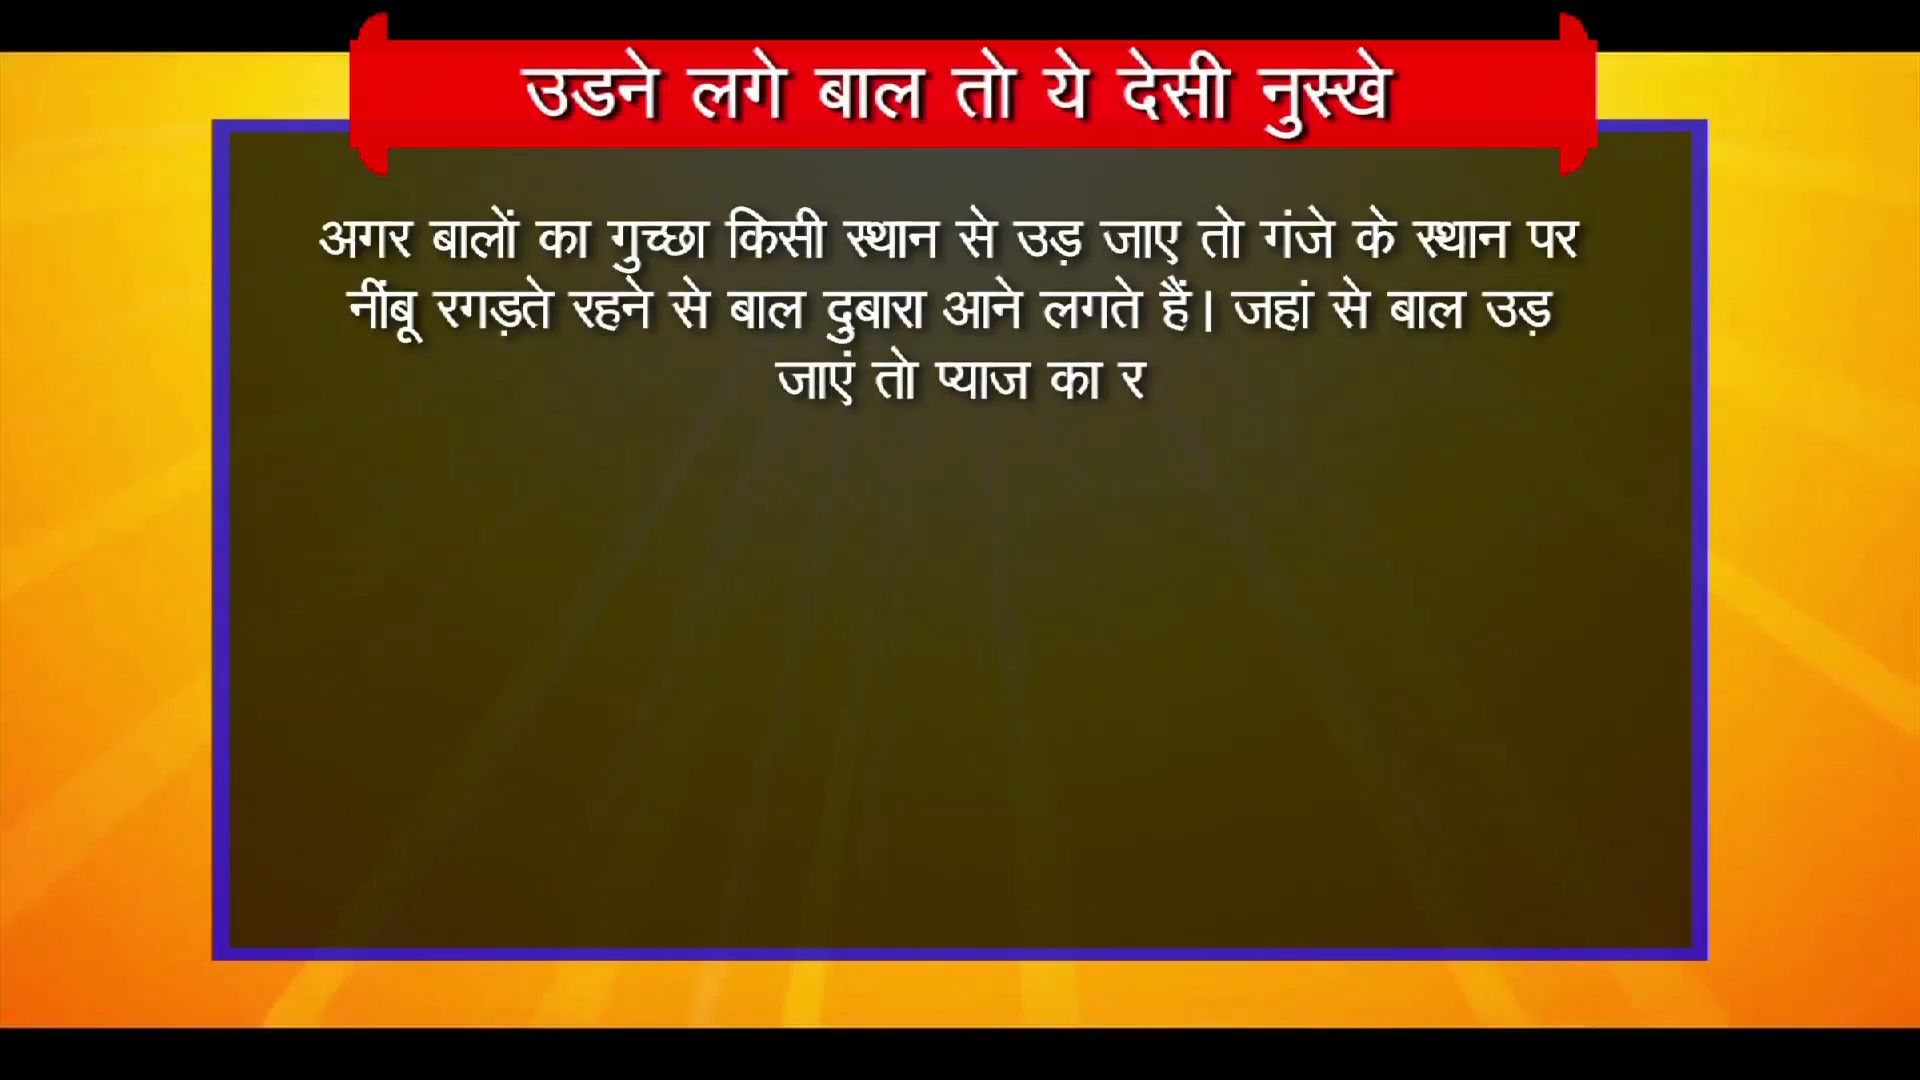 उडने लगे बाल तो ये देसी नुस्खे
अगर बालों का गुच्छा किसी स्थान से उड़ जाए तो गंजे के स्थान पर
नींबू रगड़ते रहने से बाल दुबारा आने लगते हैं। जहां से बाल उड़
जाएं तो प्याज का र